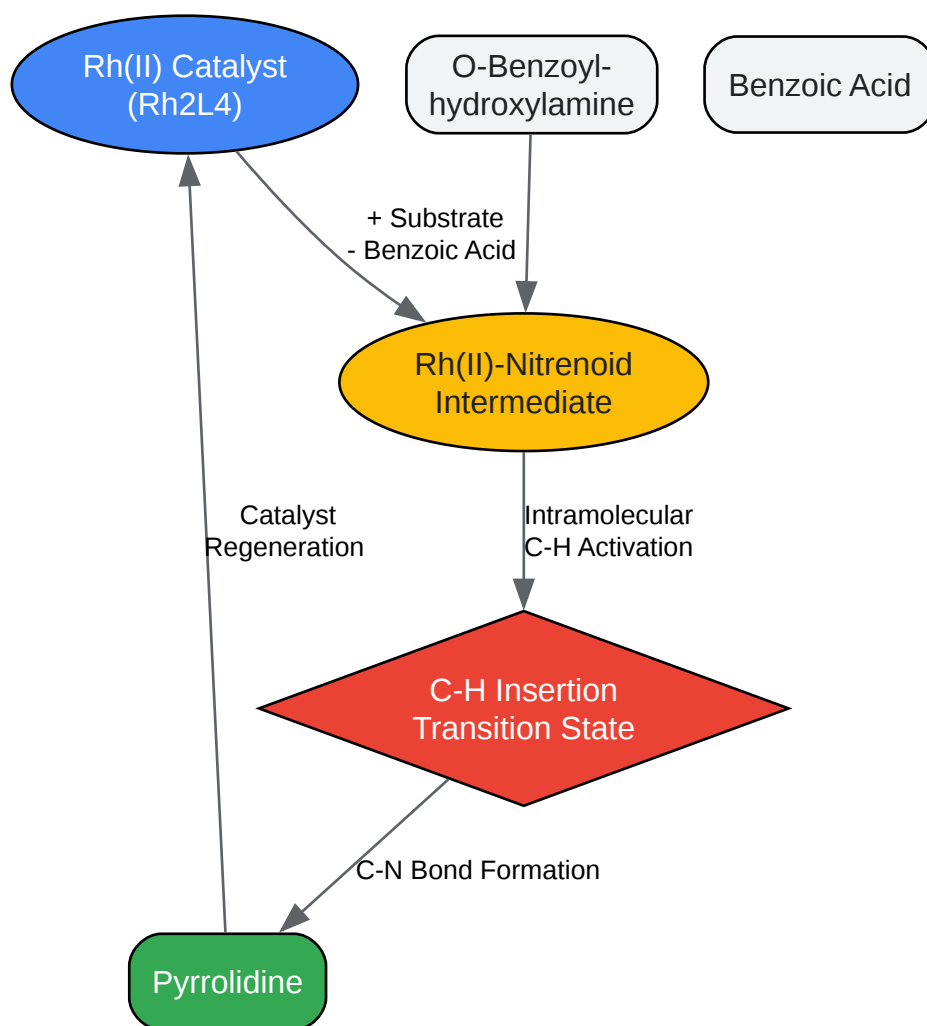 Rh(II) Catalyst
(Rh2L4)
O-Benzoyl-
hydroxylamine
Benzoic Acid
+ Substrate
- Benzoic Acid
Rh(II)-Nitrenoid
Intermediate
Catalyst
Regeneration
Intramolecular
C-H Activation
C-H Insertion
Transition State
C-N Bond Formation
Pyrrolidine